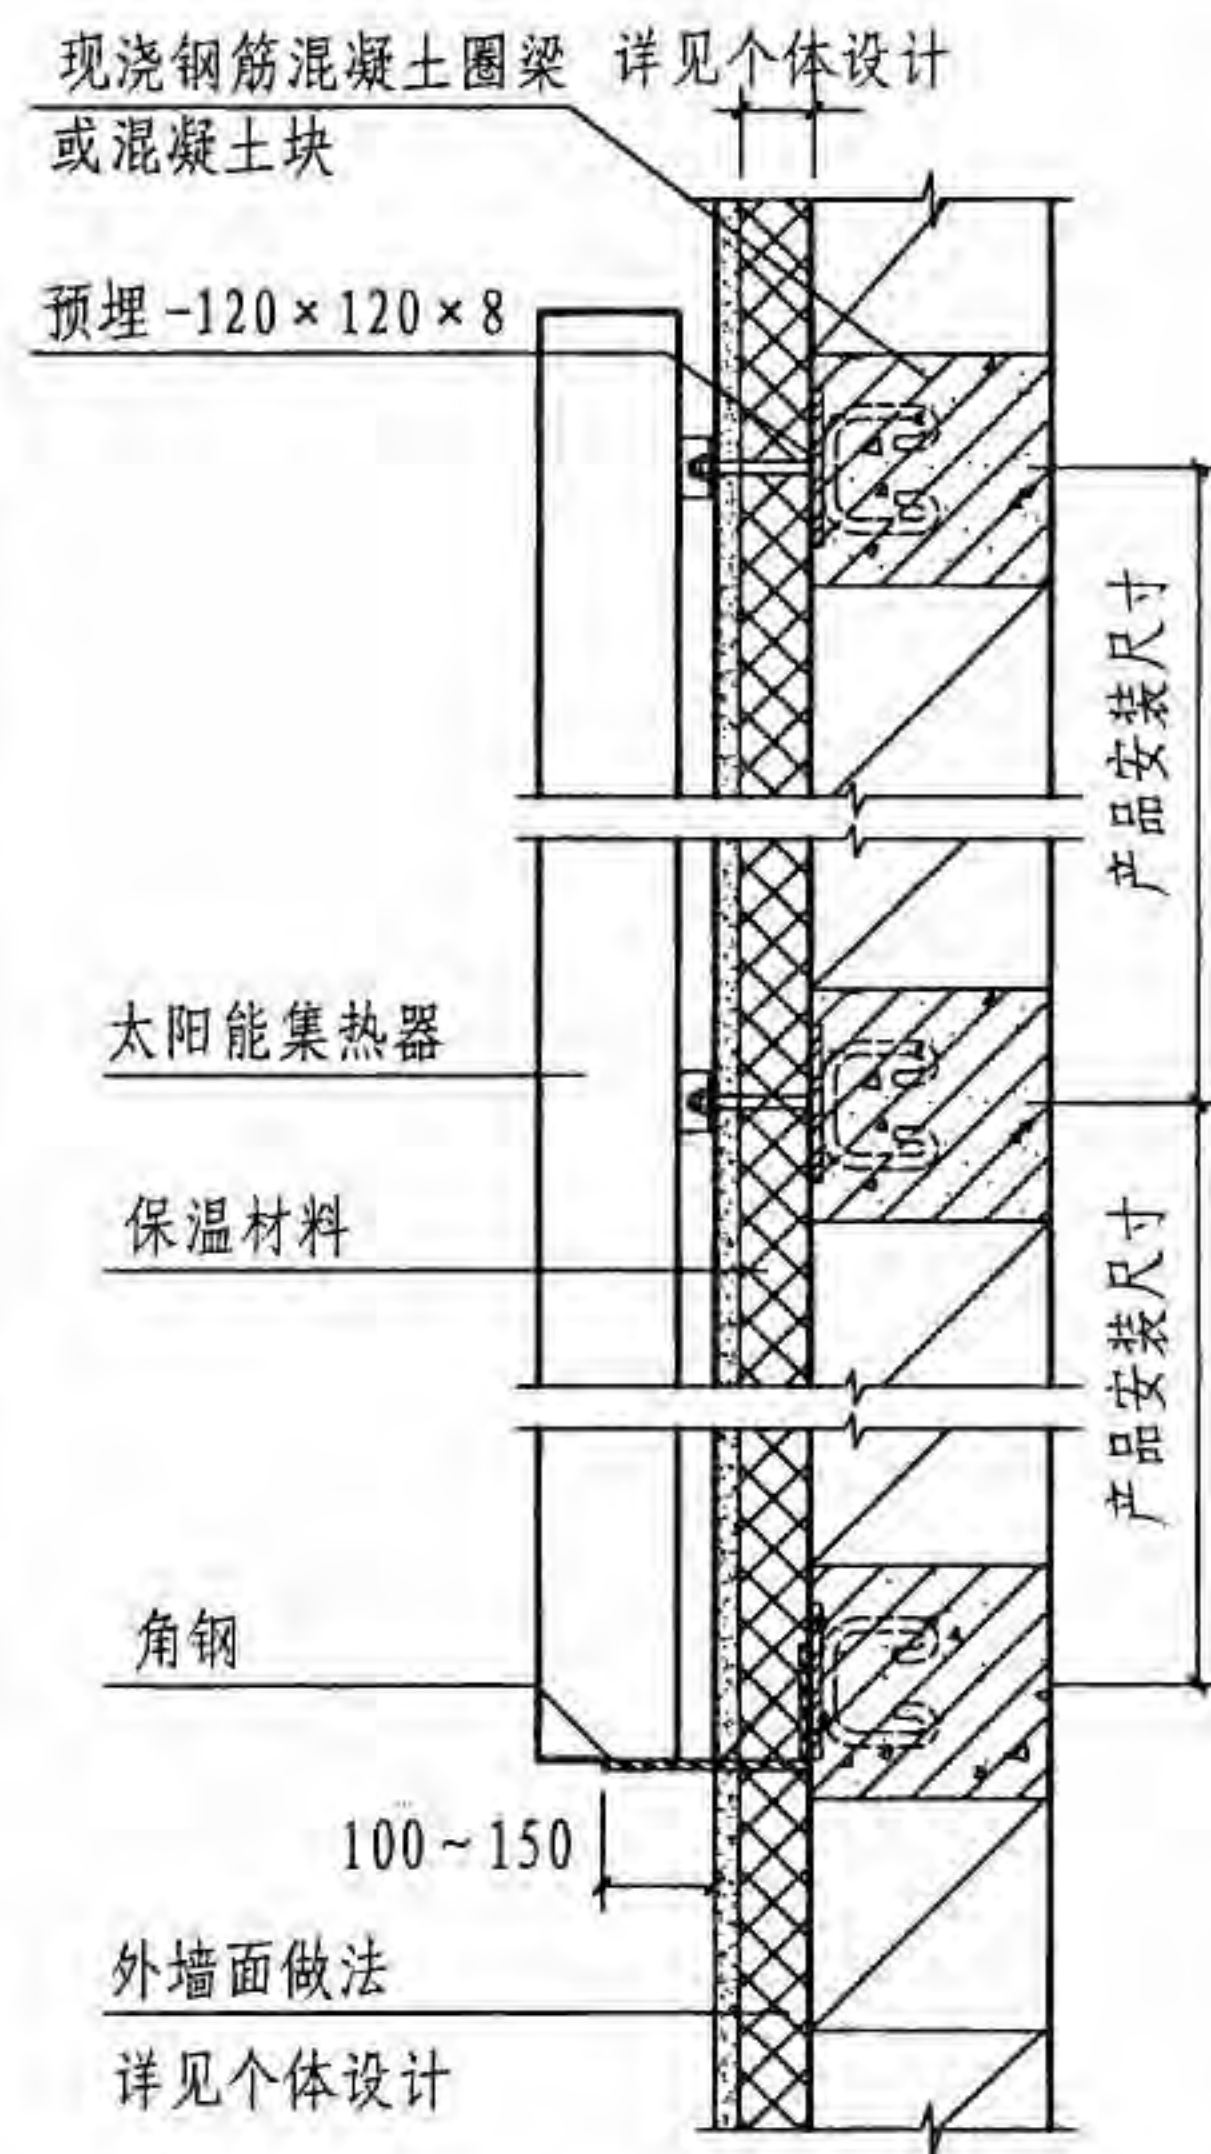 现浇钢筋混凝土圈梁 详见个体设计
或混凝土块
预埋-120×120×8
产品安装尺寸
太阳能集热器
保温材料
产品安装尺寸
角钢
100~150
外墙面做法
详见个体设计